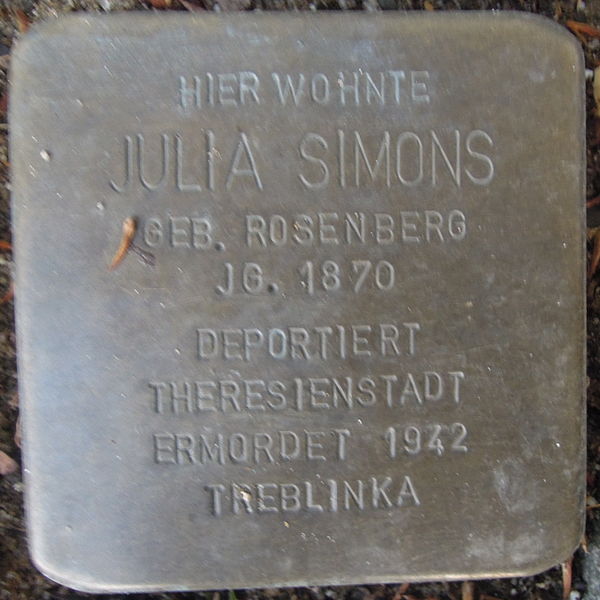 HIER WOHNTE
JULIA SIMONS
GEB. ROSENBERG
JG. 1870
DEPORTIERT
THERESIENSTADT
ERMORDET 1942
TREBLINKA